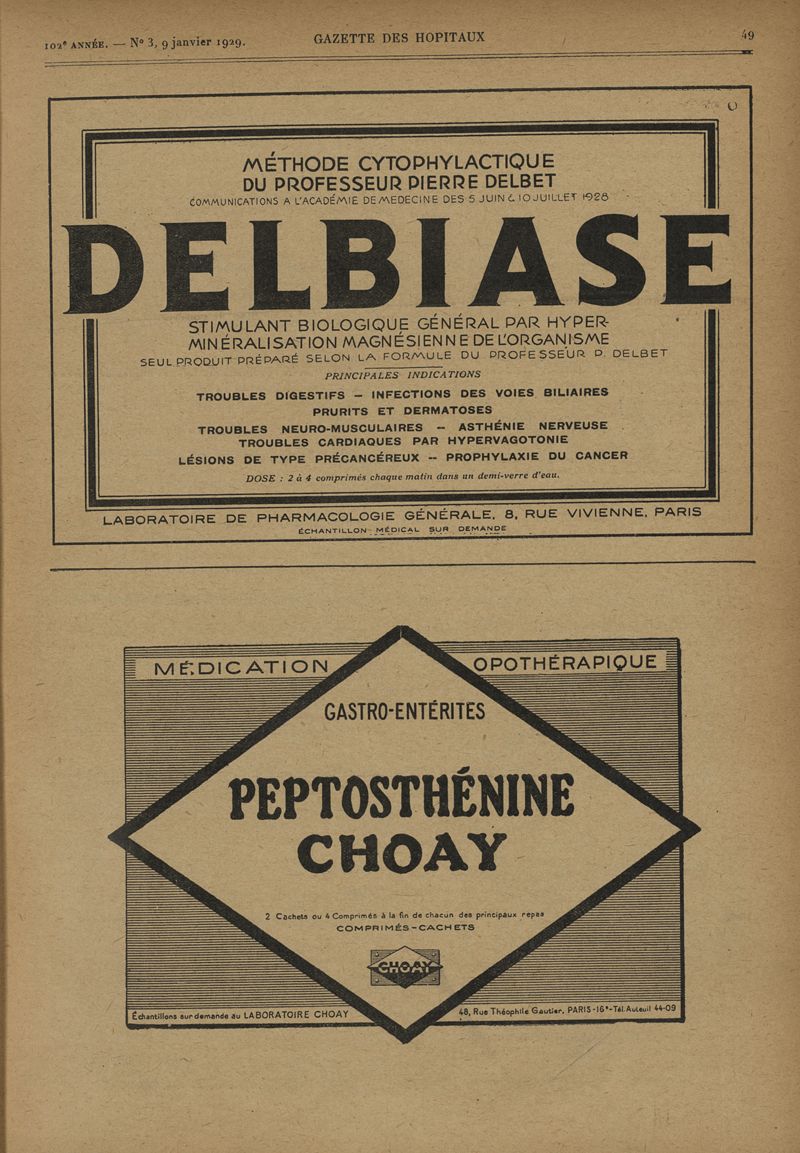 102e ANNÉE. — No 3, 9 janvier 1929.
GAZETTE DES HOPITAUX
49
MÉTHODE CYTOPHYLACTIQUE
DU PROFESSEUR PIERRE DELBET
COMMUNICATIONS A L'ACADÉMIE DE MEDECINE DES 5 JUIN & 10 JUILLET 1928
DELBIASE
STIMULANT BIOLOGIQUE GÉNÉRAL PAR HYPER-
MINÉRALISATION MAGNÉSIENNE DE L'ORGANISME
SEUL PRODUIT PRÉPARÉ SELON LA FORMULE DU PROFESSEUR P. DELBET
PRINCIPALES INDICATIONS
TROUBLES DIGESTIFS — INFECTIONS DES VOIES BILIAIRES
PRURITS ET DERMATOSES
TROUBLES NEURO-MUSCULAIRES — ASTHÉNIE NERVEUSE
TROUBLES CARDIAQUES PAR HYPERVAGOTONIE
LÉSIONS DE TYPE PRÉCANCÉREUX — PROPHYLAXIE DU CANCER
DOSE : 2 à 4 comprimés chaque matin dans un demi-verre d'eau.
LABORATOIRE DE PHARMACOLOGIE GÉNÉRALE, 8, RUE VIVIENNE, PARIS
ÉCHANTILLON MÉDICAL SUR DEMANDE
MÉDICATION OPOTHÉRAPIQUE
GASTRO-ENTÉRITES
PEPTOSTHÉNINE
CHOAY
2 Cachets ou 4 Comprimés à la fin de chacun des principaux repas
COMPRIMÉS-CACHETS
CHOAY
Échantillons sur demande au LABORATOIRE CHOAY
48, Rue Théophile Gautier, PARIS-16e-Tél. Auteuil 44-09